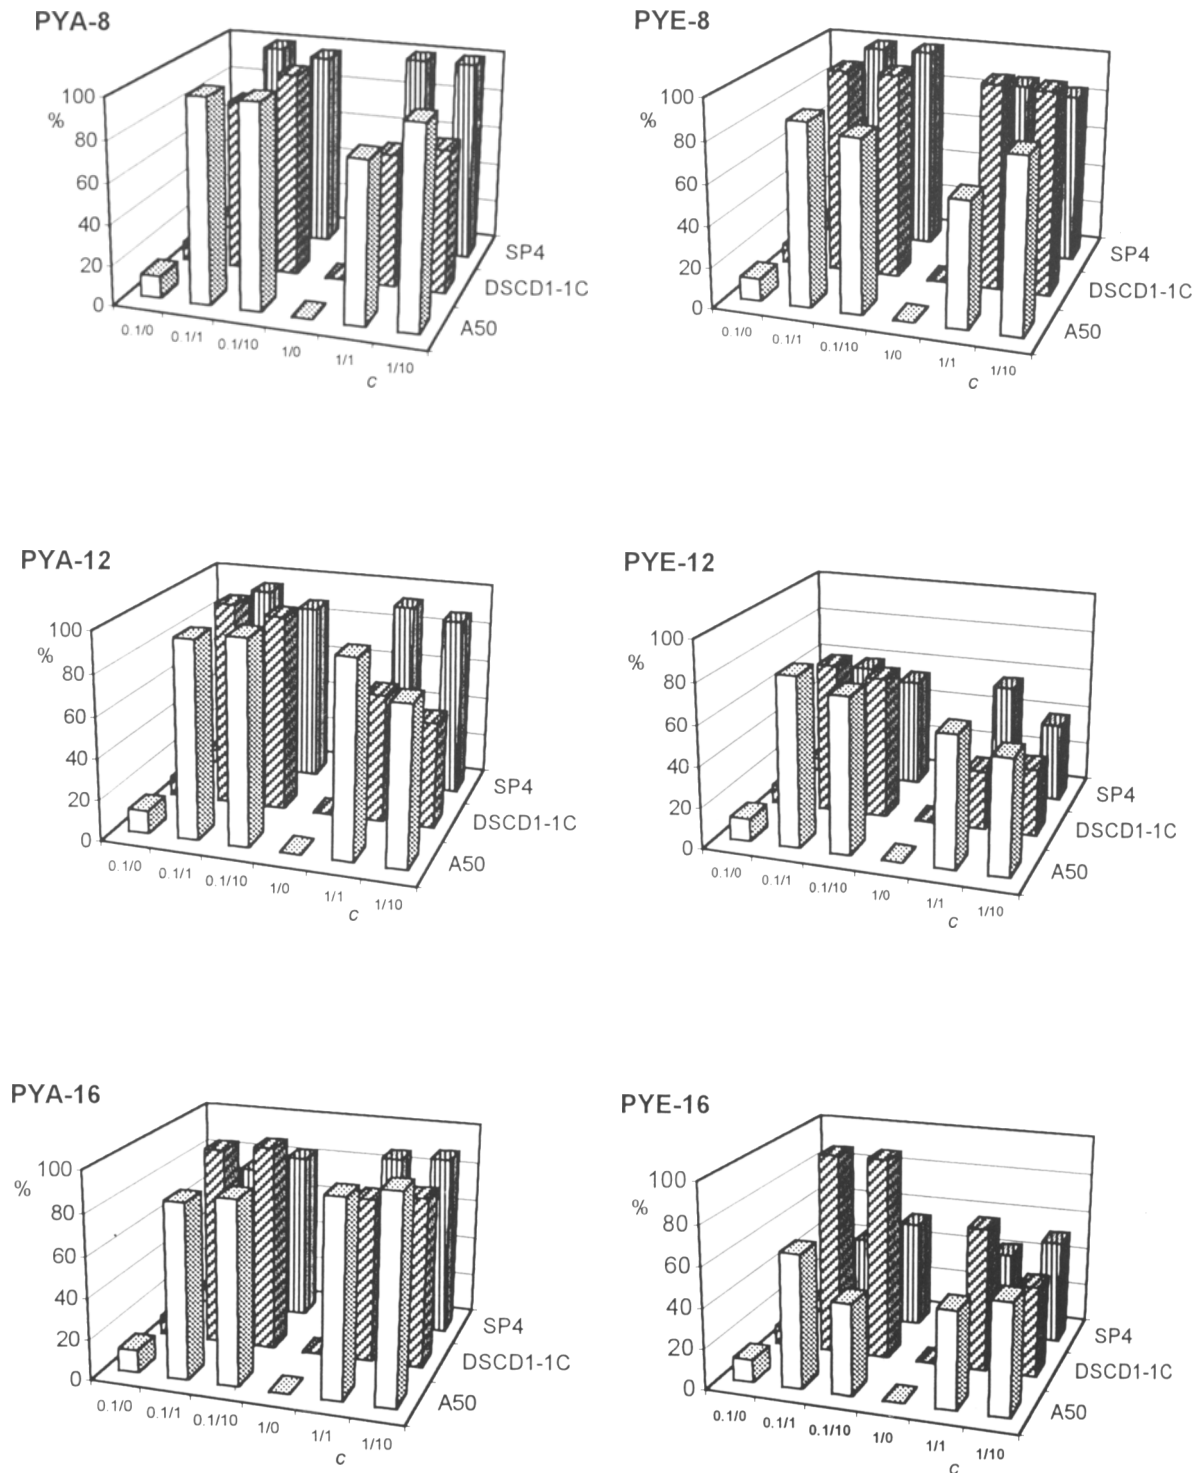 PYA-8
PYE-8
100
%
80
60
40
20
0
0.1/0
0.1/1
0.1/10
1/0
1/1
1/10
c
SP4
DSCD1-1C
A50
100
%
80
60
40
20
0
0.1/0
0.1/1
0.1/10
1/0
1/1
1/10
c
SP4
DSCD1-1C
A50
PYA-12
PYE-12
100
%
80
60
40
20
0
0.1/0
0.1/1
0.1/10
1/0
1/1
1/10
c
SP4
DSCD1-1C
A50
100
%
80
60
40
20
0
0.1/0
0.1/1
0.1/10
1/0
1/1
1/10
c
SP4
DSCD1-1C
A50
PYA-16
PYE-16
100
%
80
60
40
20
0
0.1/0
0.1/1
0.1/10
1/0
1/1
1/10
c
SP4
DSCD1-1C
A50
100
%
80
60
40
20
0
0.1/0
0.1/1
0.1/10
1/0
1/1
1/10
c
SP4
DSCD1-1C
A50